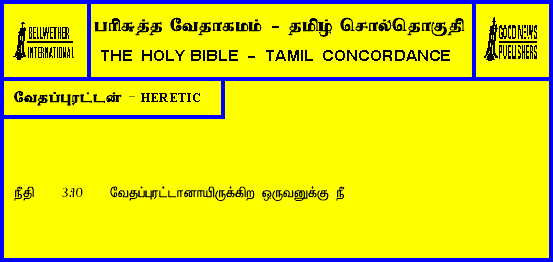 BELLWETHER
INTERNATIONAL
பரிசுத்த வேதாகமம் - தமிழ் சொல்தொகுதி
THE HOLY BIBLE - TAMIL CONCORDANCE
GOOD NEWS
PUBLISHERS
வேதப்புரட்டன் - HERETIC
நீதி 3:10 வேதப்புரட்டானாயிருக்கிற ஒருவனுக்கு நீ